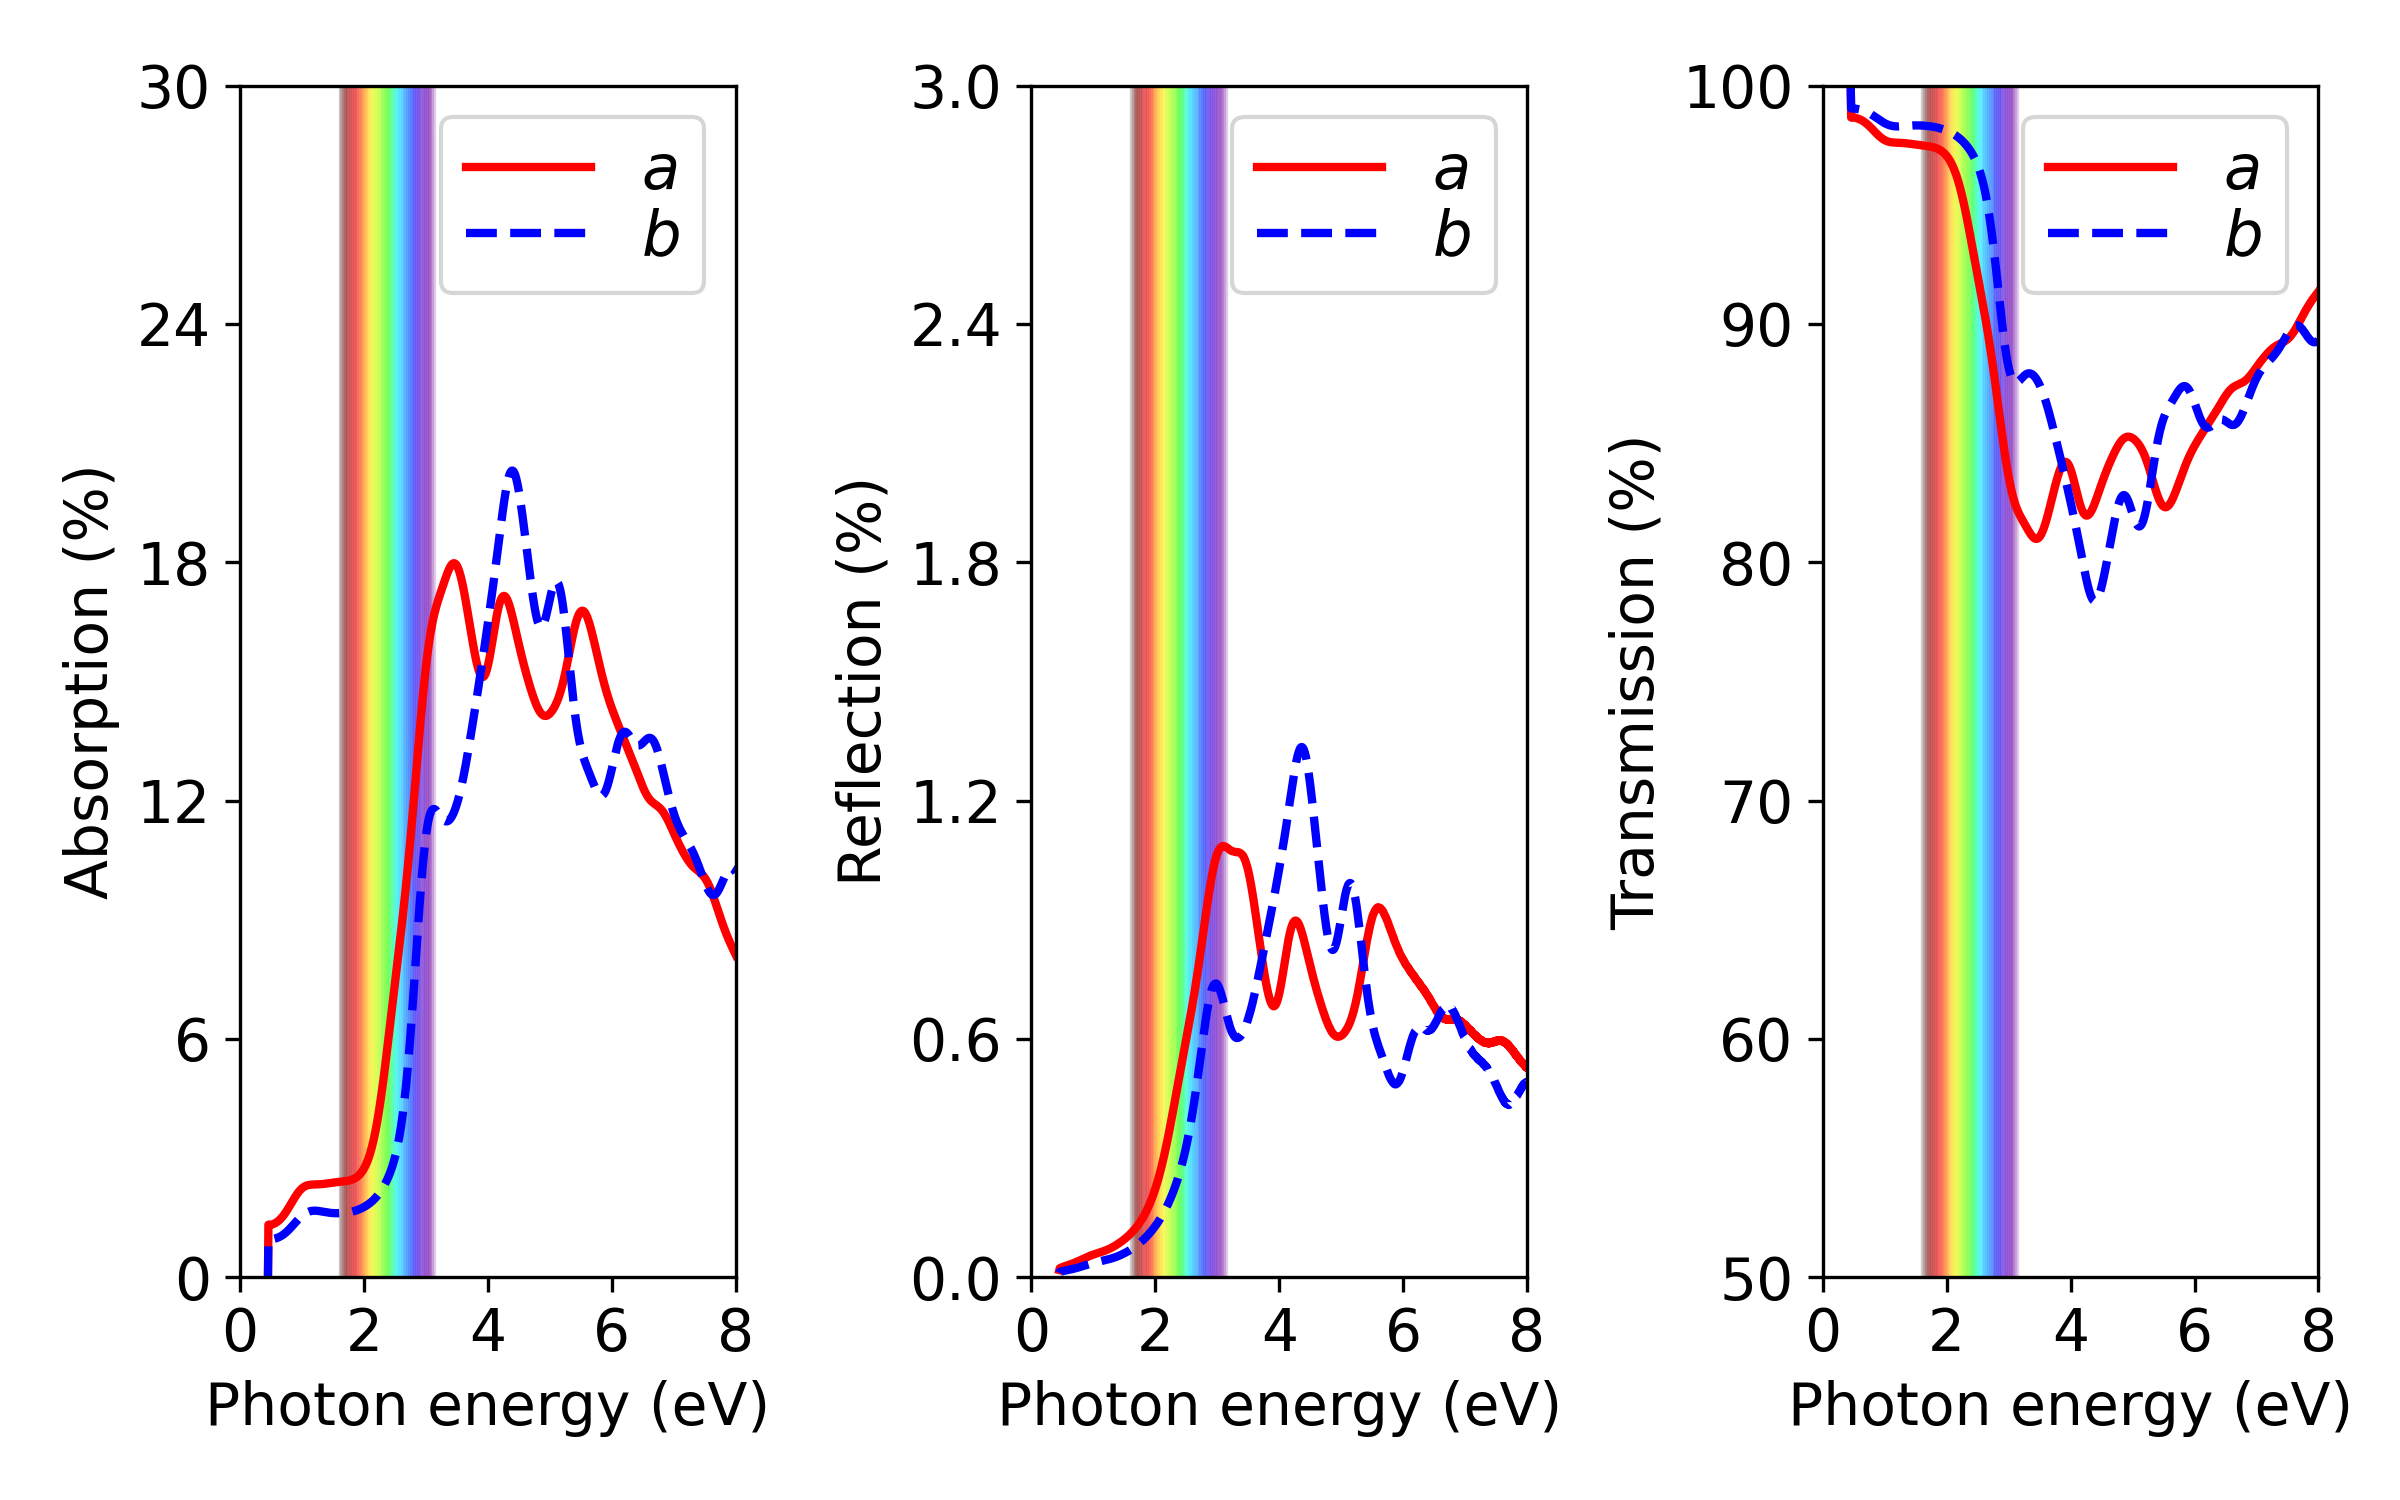 Absorption (%)
30
24
18
12
6
0
0 2 4 6 8
Photon energy (eV)
a
b
Reflection (%)
3.0
2.4
1.8
1.2
0.6
0.0
0 2 4 6 8
Photon energy (eV)
a
b
Transmission (%)
100
90
80
70
60
50
0 2 4 6 8
Photon energy (eV)
a
b